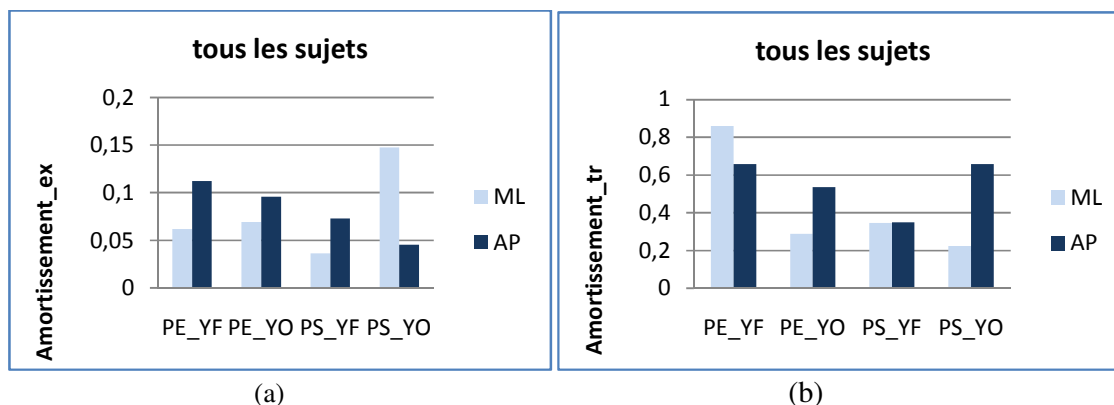 tous les sujets
Amortissement_ex
0,2
0,15
0,1
0,05
0
PE_YF PE_YO PS_YF PS_YO
ML
AP
(a)
tous les sujets
Amortissement_tr
1
0,8
0,6
0,4
0,2
0
PE_YF PE_YO PS_YF PS_YO
ML
AP
(b)